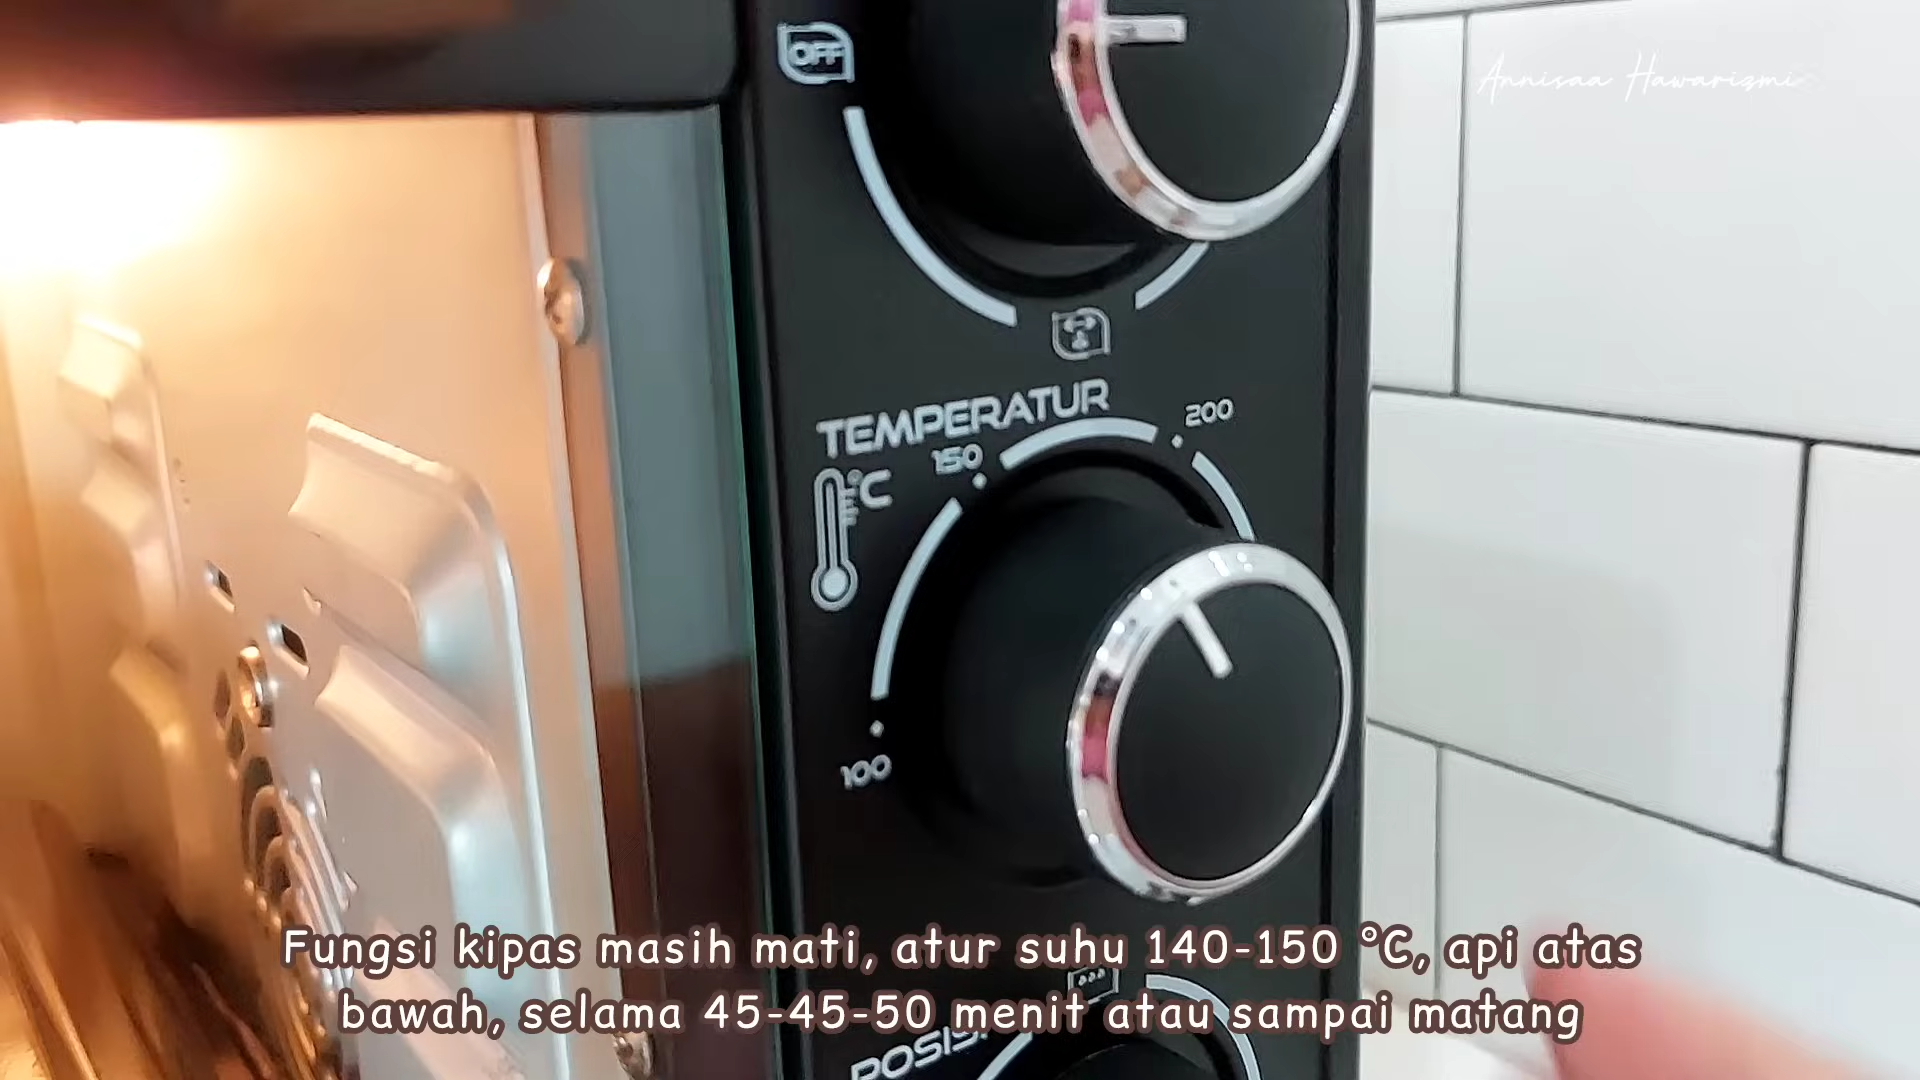 Annisaa Hawarizmi
OFF
TEMPERATUR
200
150
°C
100
Fungsi kipas masih mati, atur suhu 140-150 °C, api atas
bawah, selama 45-45-50 menit atau sampai matang